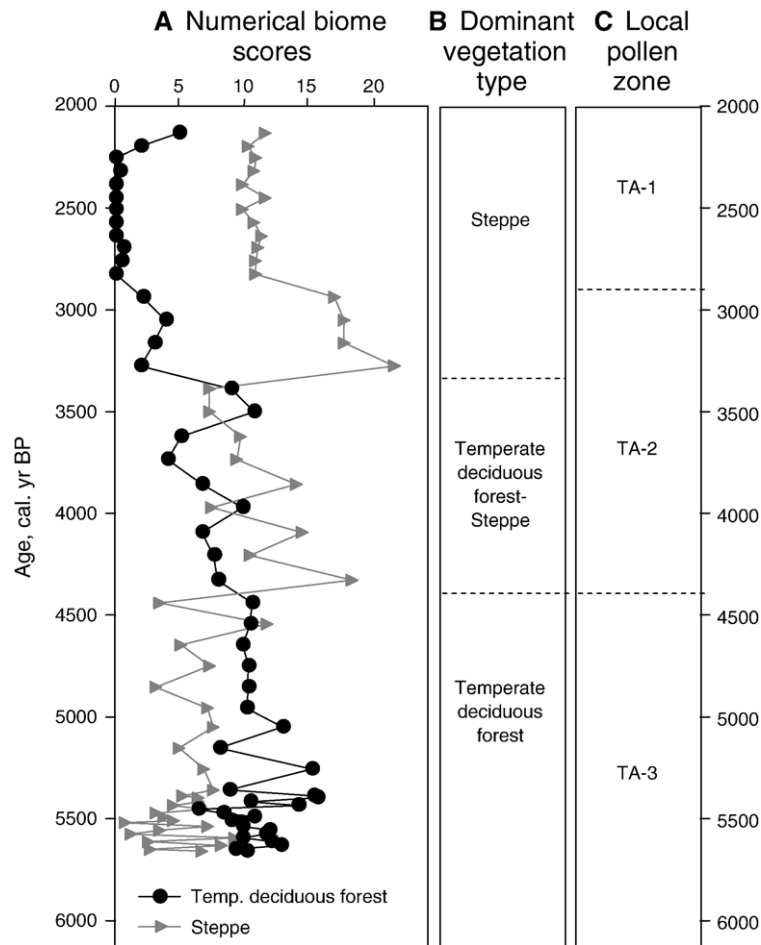 A Numerical biome
scores
B Dominant
vegetation
type
C Local
pollen
zone
0 5 10 15 20
2000
2500
3000
3500
4000
4500
5000
5500
6000
Age, cal. yr BP
Temp. deciduous forest
Steppe
Steppe
Temperate
deciduous
forest-
Steppe
Temperate
deciduous
forest
TA-1
TA-2
TA-3
2000
2500
3000
3500
4000
4500
5000
5500
6000